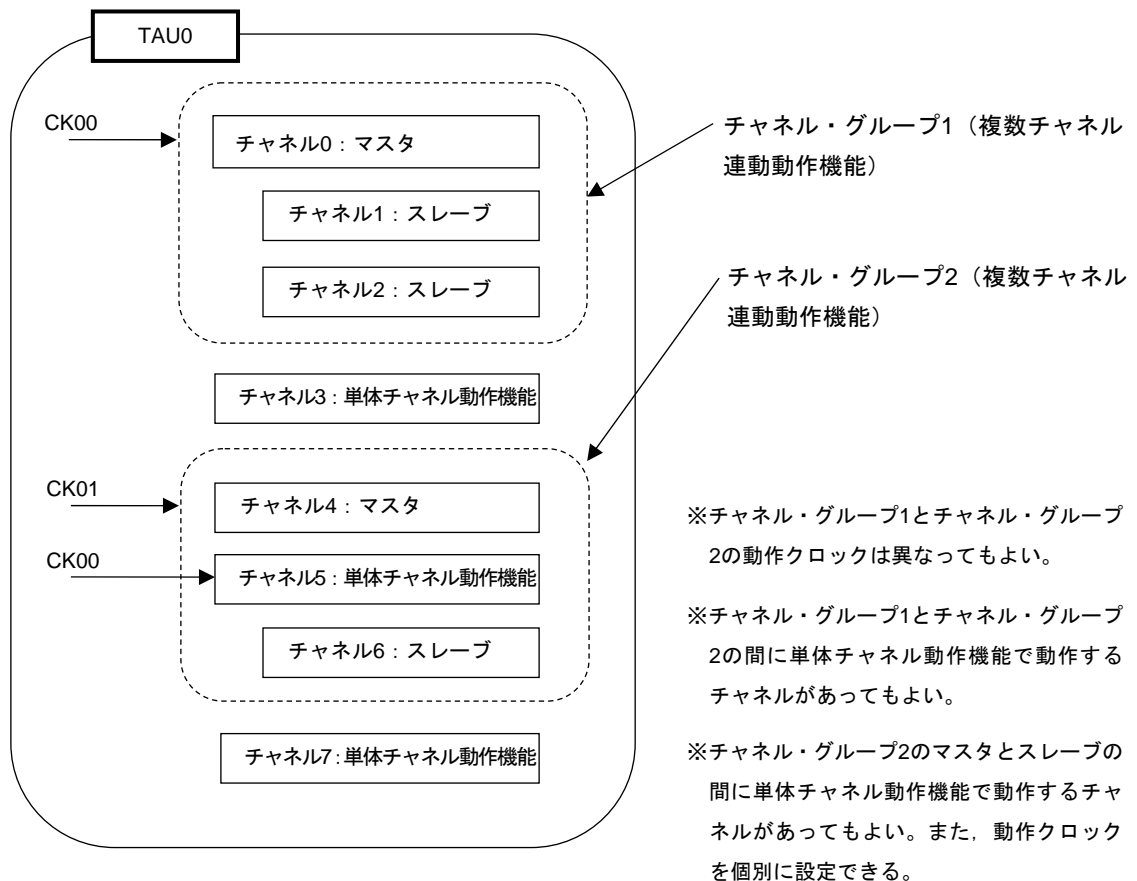 TAU0
CK00
チャネル0：マスタ
チャネル1：スレーブ
チャネル2：スレーブ
チャネル・グループ1（複数チャネル
連動動作機能）
チャネル3：単体チャネル動作機能
チャネル・グループ2（複数チャネル
連動動作機能）
CK01
チャネル4：マスタ
CK00
チャネル5：単体チャネル動作機能
チャネル6：スレーブ
チャネル7：単体チャネル動作機能
※チャネル・グループ1とチャネル・グループ
2の動作クロックは異なってもよい。
※チャネル・グループ1とチャネル・グループ
2の間に単体チャネル動作機能で動作する
チャネルがあってもよい。
※チャネル・グループ2のマスタとスレーブの
間に単体チャネル動作機能で動作するチャ
ネルがあってもよい。また，動作クロック
を個別に設定できる。